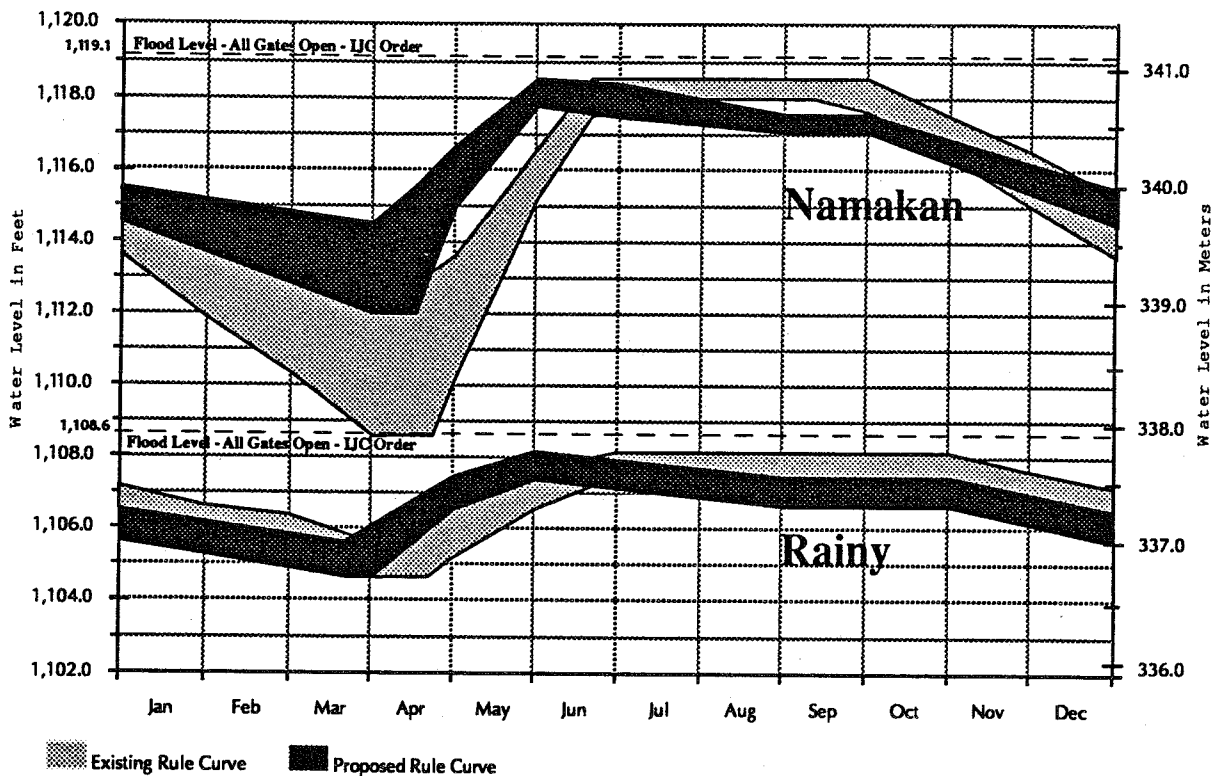 1,120.0
1,119.1
Flood Level - All Gates Open - IJC Order
1,118.0
1,116.0
1,114.0
1,112.0
1,110.0
1,108.6
Flood Level - All Gates Open - IJC Order
1,108.0
1,106.0
1,104.0
1,102.0
Water Level in Feet
Namakan
Rainy
341.0
340.0
339.0
338.0
337.0
336.0
Water Level in Meters
Jan Feb Mar Apr May Jun Jul Aug Sep Oct Nov Dec
Existing Rule Curve Proposed Rule Curve